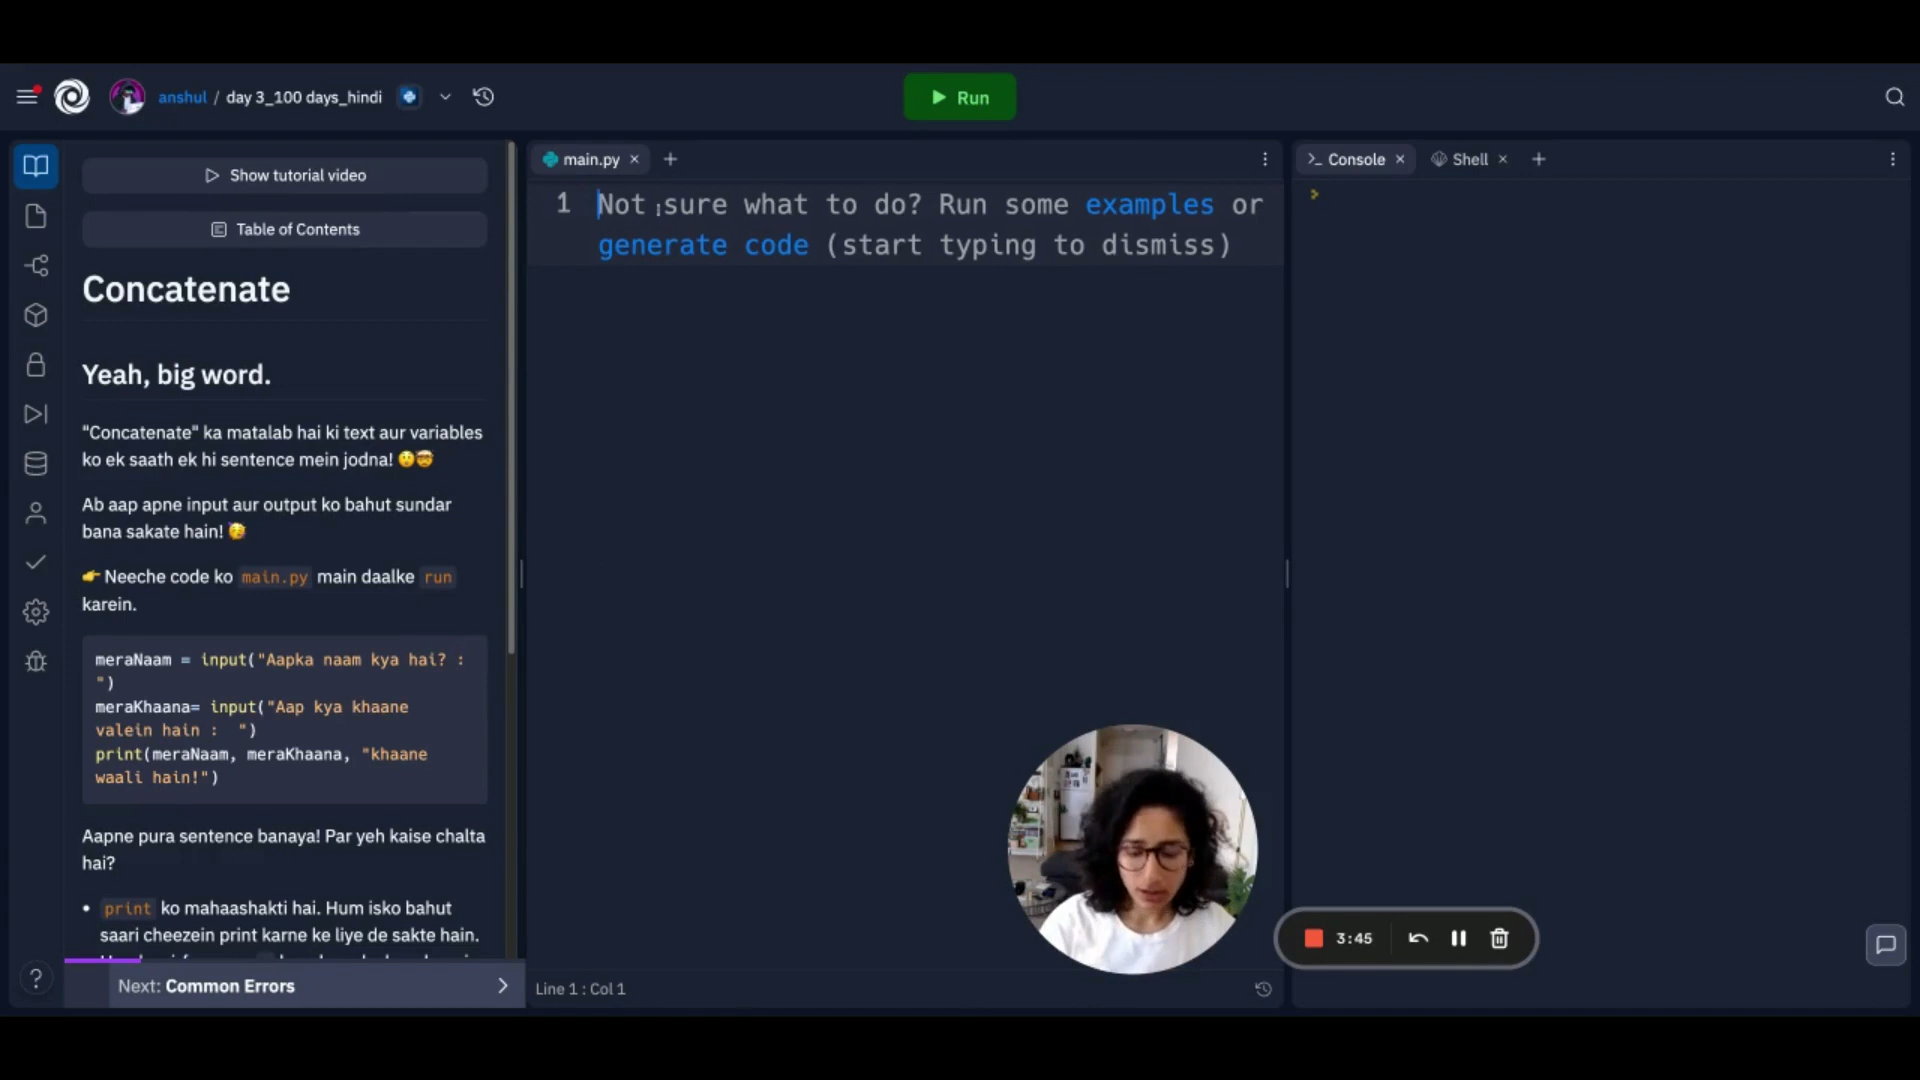 anshul / day 3_100 days_hindi
Run
Show tutorial video
Table of Contents
Concatenate
Yeah, big word.
"Concatenate" ka matalab hai ki text aur variables
ko ek saath ek hi sentence mein jodna! 😲🤯
Ab aap apne input aur output ko bahut sundar
bana sakate hain! 🥳
👉 Neeche code ko main.py main daalke run
karein.
meraNaam = input("Aapka naam kya hai? :
")
meraKhaana= input("Aap kya khaane
valein hain :  ")
print(meraNaam, meraKhaana, "khaane
waali hain!")
Aapne pura sentence banaya! Par yeh kaise chalta
hai?
• print ko mahaashakti hai. Hum isko bahut
saari cheezein print karne ke liye de sakte hain.
Next: Common Errors
?
main.py
1
Not sure what to do? Run some examples or
generate code (start typing to dismiss)
Line 1 : Col 1
Console
Shell
3:45